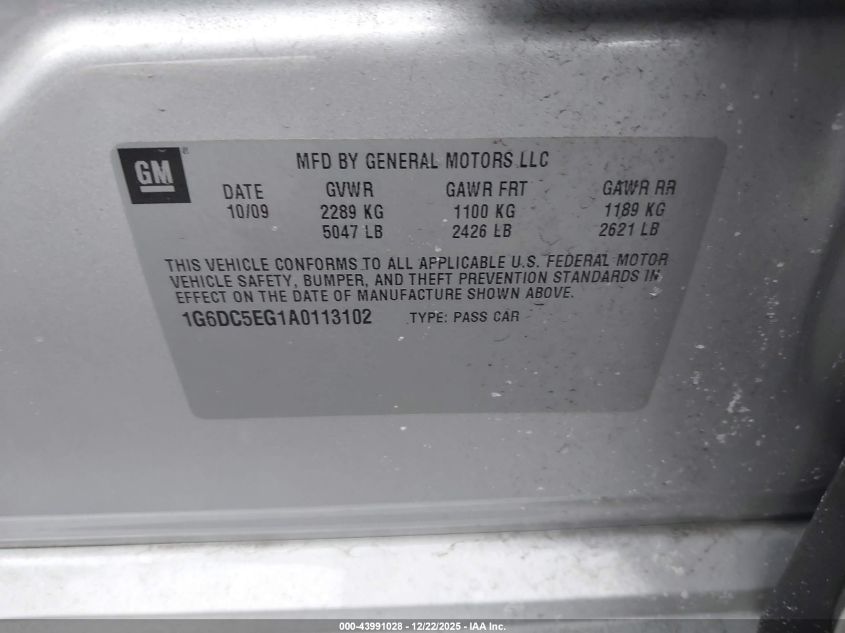 GM®
MFD BY GENERAL MOTORS LLC
DATE GVWR GAWR FRT GAWR RR
10/09 2289 KG 1100 KG 1189 KG
5047 LB 2426 LB 2621 LB
THIS VEHICLE CONFORMS TO ALL APPLICABLE U.S. FEDERAL MOTOR
VEHICLE SAFETY, BUMPER, AND THEFT PREVENTION STANDARDS IN
EFFECT ON THE DATE OF MANUFACTURE SHOWN ABOVE.
1G6DC5EG1A0113102 TYPE: PASS CAR
000-43991028 - 12/22/2025 - IAA Inc.